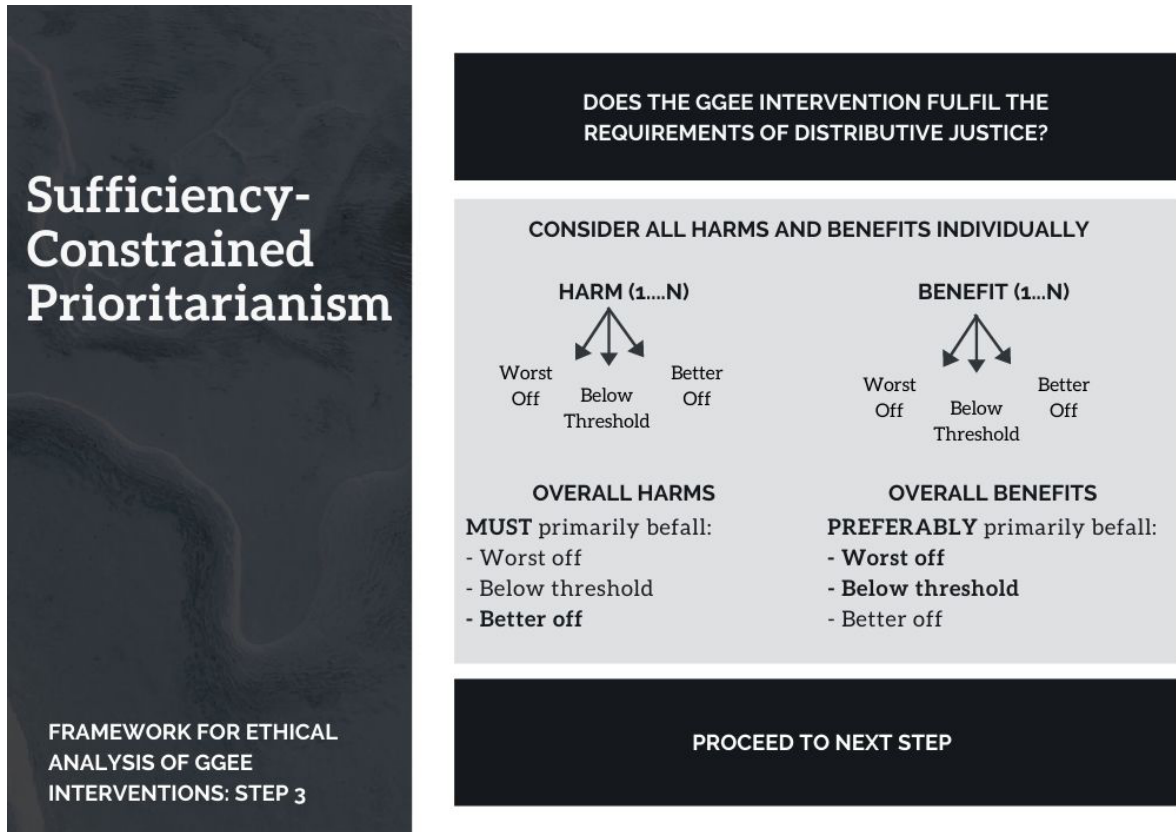 Sufficiency-
Constrained
Prioritarianism
FRAMEWORK FOR ETHICAL
ANALYSIS OF GGEE
INTERVENTIONS: STEP 3
DOES THE GGEE INTERVENTION FULFIL THE
REQUIREMENTS OF DISTRIBUTIVE JUSTICE?
CONSIDER ALL HARMS AND BENEFITS INDIVIDUALLY
HARM (1....N)
Worst
Off
Below
Threshold
Better
Off
BENEFIT (1...N)
Worst
Off
Below
Threshold
Better
Off
OVERALL HARMS
MUST primarily befall:
- Worst off
- Below threshold
- Better off
OVERALL BENEFITS
PREFERABLY primarily befall:
- Worst off
- Below threshold
- Better off
PROCEED TO NEXT STEP